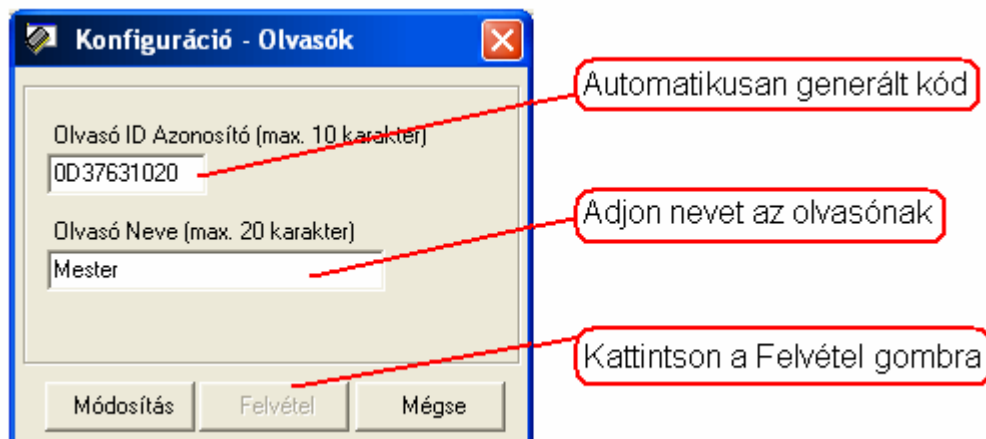 Konfiguráció - Olvasók
Automatikusan generált kód
Olvasó ID Azonosító (max. 10 karakter)
0D37631020
Adjon nevet az olvasónak
Olvasó Neve (max. 20 karakter)
Mester
Kattintson a Felvétel gombra
Módosítás
Felvétel
Mégse